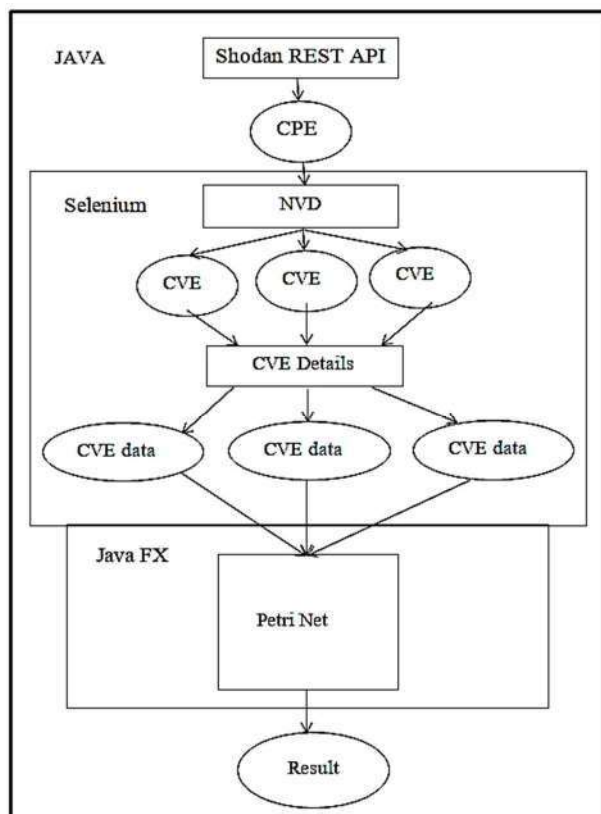 JAVA
Shodan REST API
CPE
Selenium
NVD
CVE
CVE
CVE
CVE Details
CVE data
CVE data
CVE data
Java FX
Petri Net
Result